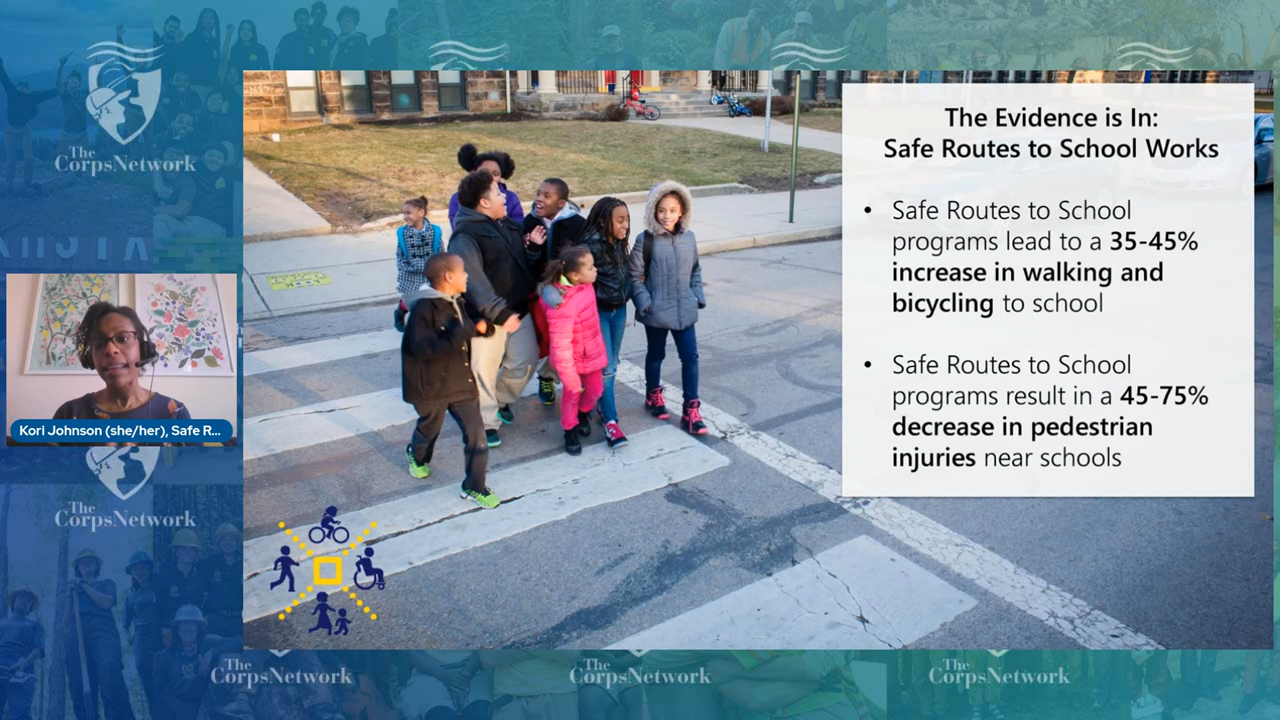 The
CorpsNetwork
The Evidence is In:
Safe Routes to School Works
• Safe Routes to School
programs lead to a 35-45%
increase in walking and
bicycling to school
• Safe Routes to School
programs result in a 45-75%
decrease in pedestrian
injuries near schools
Kori Johnson (she/her), Safe R...
The
CorpsNetwork
The
CorpsNetwork
The
CorpsNetwork
The
CorpsNetwork